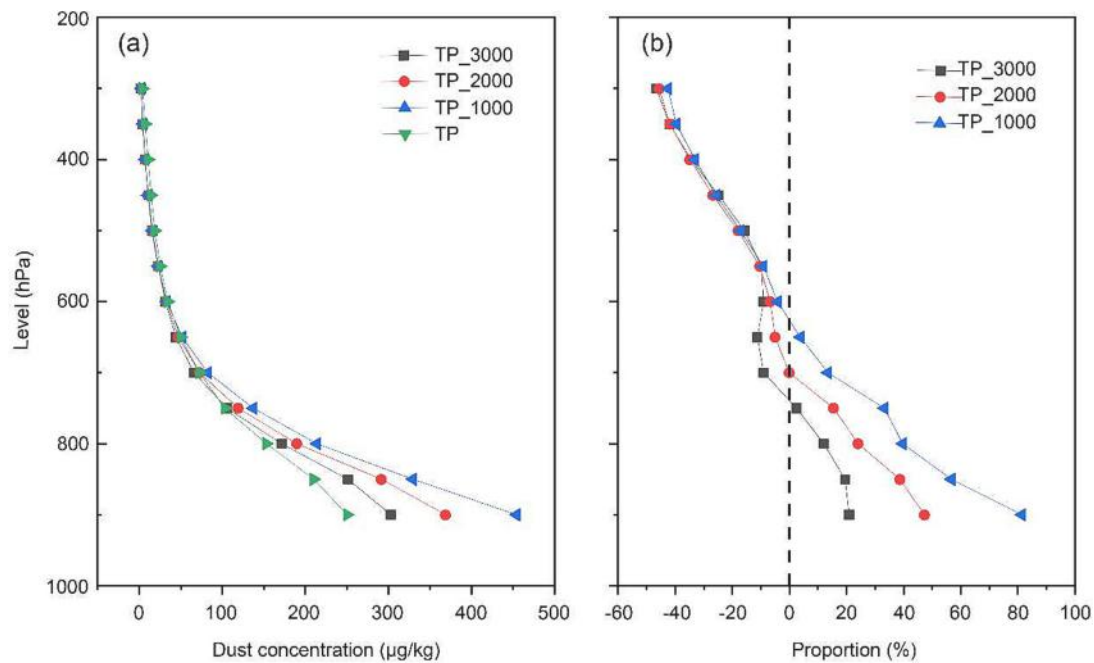 (a)
TP_3000
TP_2000
TP_1000
TP
200
400
600
800
1000
Level (hPa)
0
100
200
300
400
500
Dust concentration (μg/kg)
(b)
TP_3000
TP_2000
TP_1000
-60
-40
-20
0
20
40
60
80
100
Proportion (%)